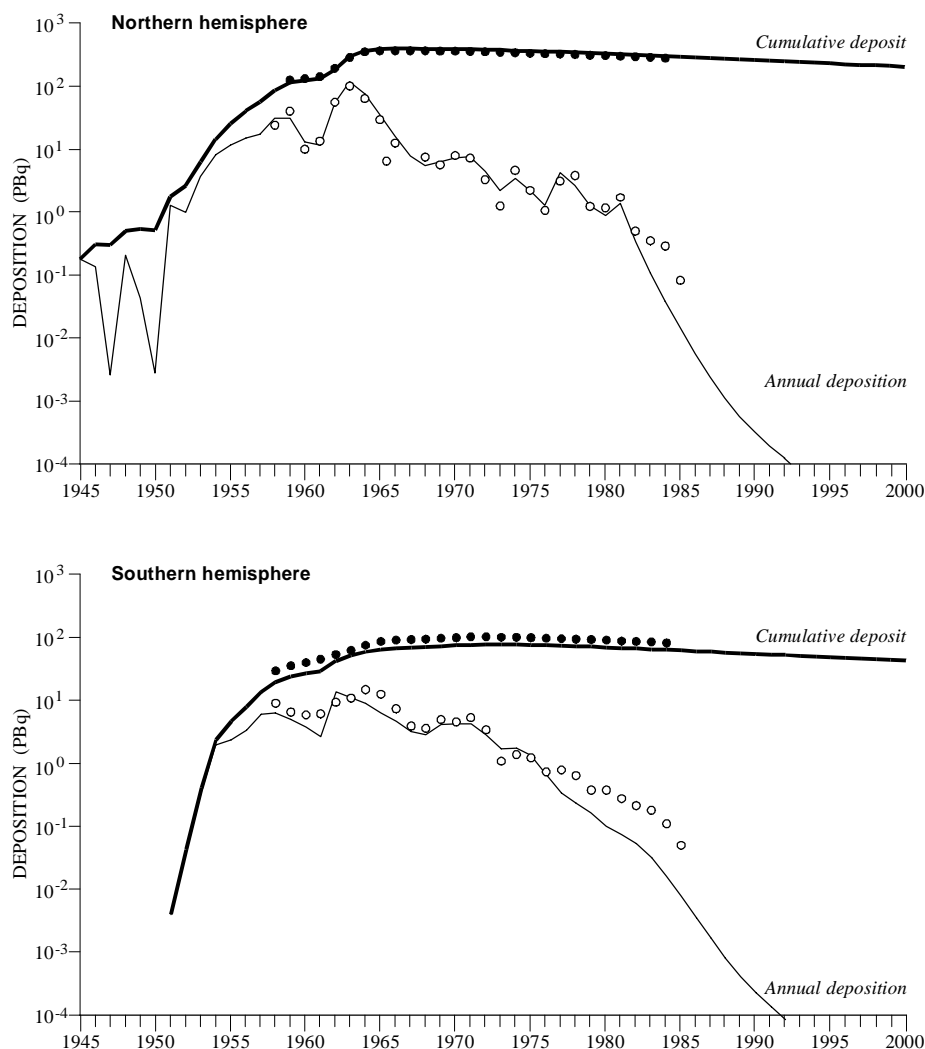 Northern hemisphere
Cumulative deposit
Annual deposition
DEPOSITION (PBq)
10³
10²
10¹
10⁰
10⁻¹
10⁻²
10⁻³
10⁻⁴
1945 1950 1955 1960 1965 1970 1975 1980 1985 1990 1995 2000
Southern hemisphere
Cumulative deposit
Annual deposition
DEPOSITION (PBq)
10³
10²
10¹
10⁰
10⁻¹
10⁻²
10⁻³
10⁻⁴
1945 1950 1955 1960 1965 1970 1975 1980 1985 1990 1995 2000